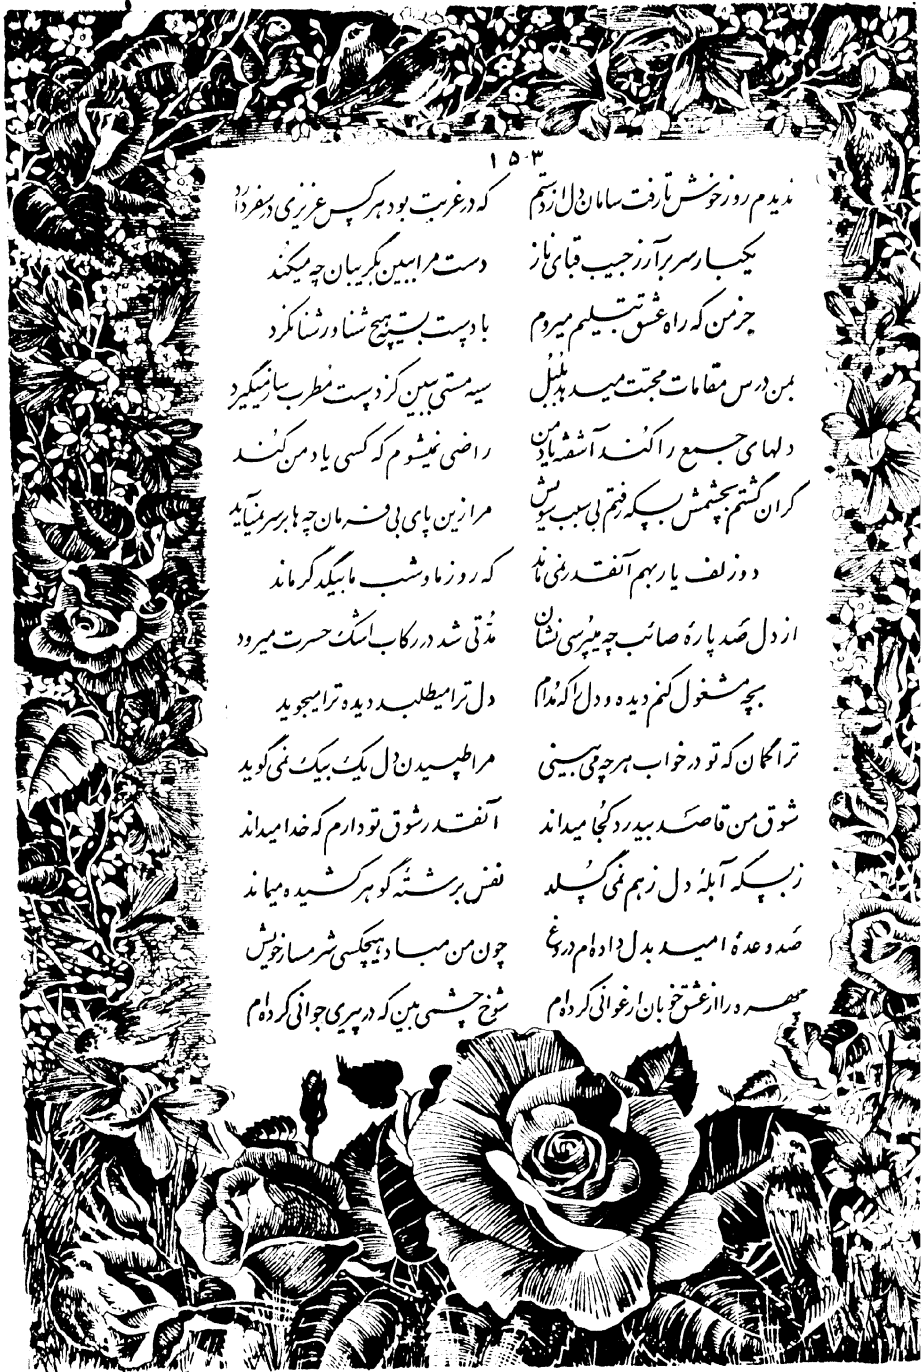 ۱۵۳
ندیدم روز خوش تا رفت سامان دل از دستم که در غربت بود هر کس عزیزی در سفر دارد
یکبار سر برآر ز جیب قبای ناز دست مرا ببین بگریبان چه میکند
جز من که راه عشق بتسلیم میروم با دست بسته هیچ شناور شنا نکرد
بمن درس مقامات محبت میدهد بلبل سیه مستی ببین کز دست مطرب ساز میگیرد
دلهای جمع را کند آشفته یاد من راضی نمیشوم که کسی یاد من کند
گران گشتم بچشمش بسکه رفتم بی سبب سویش مرا زین پای بی فرمان چه ها بر سر نمیآید
دو زلف یار بهم آنقدر نمی ماند که روز ما و شب ما بیکدگر ماند
از دل صد پارهٔ صائب چه میپرسی نشان مدتی شد در رکاب اشک حسرت میرود
بچه مشغول کنم دیده و دل را که مدام دل ترا میطلبد دیده ترا میجوید
ترا گمان که تو در خواب هر چه می بینی مرا طپیدن دل یک بیک نمی گوید
شوق من قاصد بیدرد کجا میداند آنقدر شوق تو دارم که خدا میداند
ز بسکه آبلهٔ دل ز هم نمی گسلد نفس برشتهٔ گوهر کشیده میماند
صد وعدهٔ امید بدل داده ام دروغ چون من مباد هیچکسی شرمسار خویش
چهره را از عشق خوبان ارغوانی کرده ام شوخ چشمی بین که در پیری جوانی کرده ام